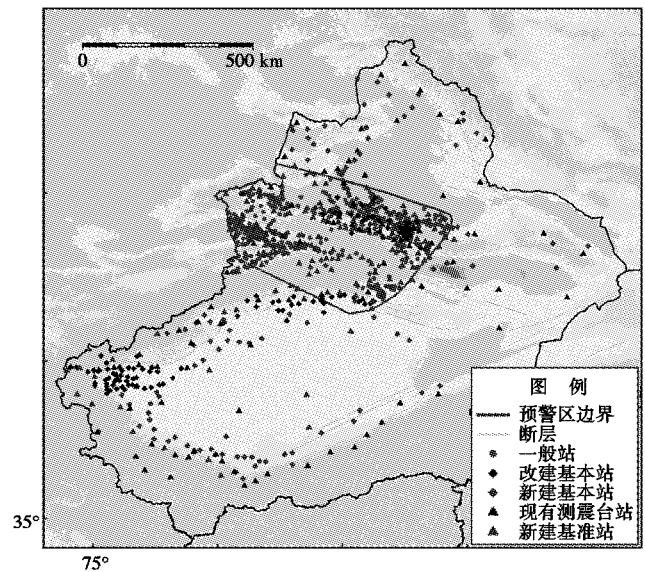 0
500 km
图 例
预警区边界
断层
一般站
改建基本站
新建基本站
现有测震台站
新建基准站
35°
75°